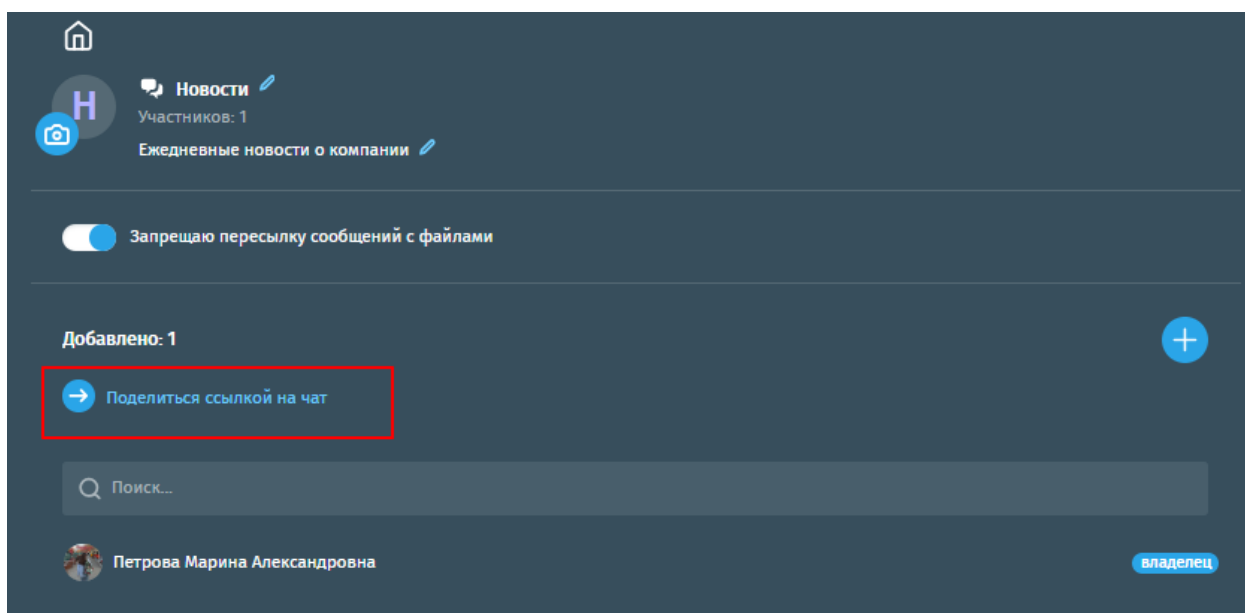 Н
Новости
Участников: 1
Ежедневные новости о компании
Запрещаю пересылку сообщений с файлами
Добавлено: 1
Поделиться ссылкой на чат
Поиск...
Петрова Марина Александровна
владелец